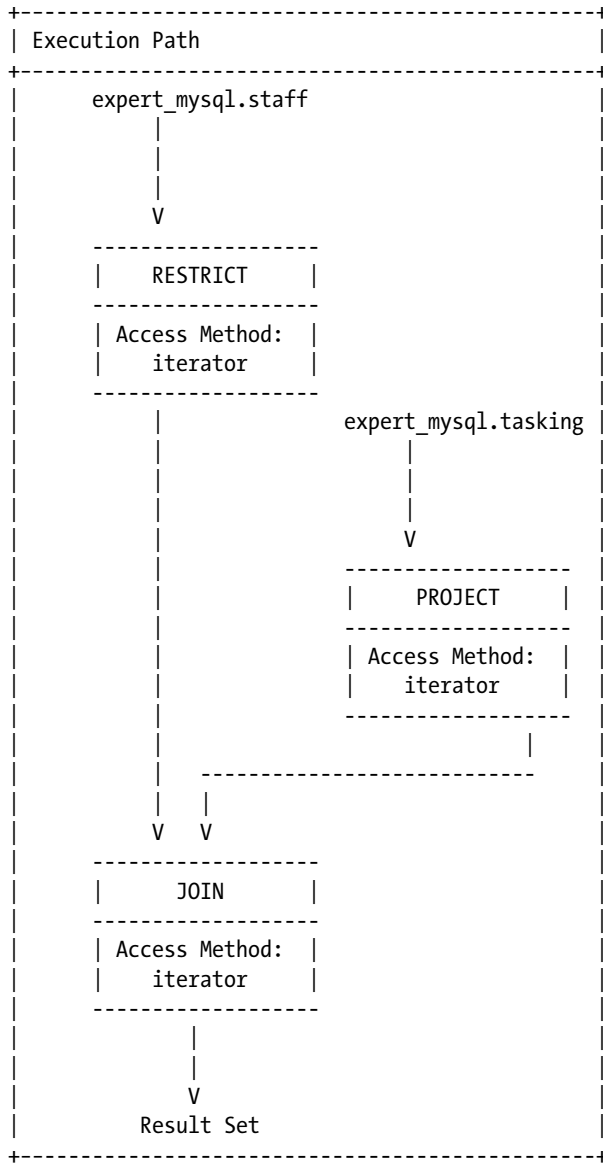 Execution Path
expert_mysql.staff
V
RESTRICT
Access Method:
iterator
expert_mysql.tasking
V
PROJECT
Access Method:
iterator
V V
JOIN
Access Method:
iterator
V
Result Set